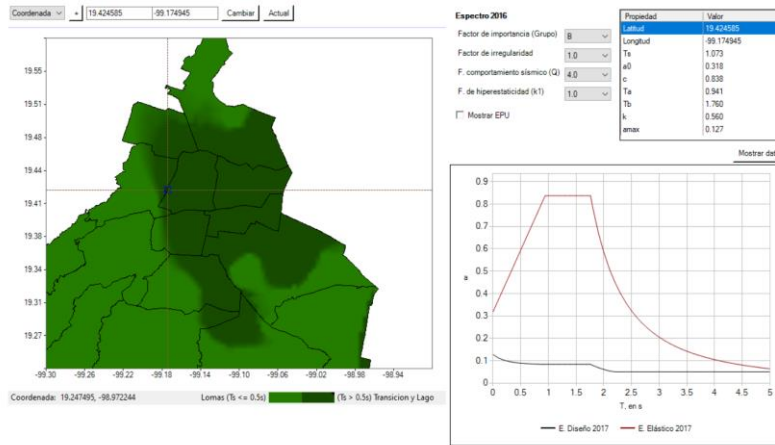 Coordenada + 19.424585 -99.174945 Cambiar Actual
19.55
19.51
19.48
19.44
19.41
19.38
19.34
19.31
19.27
-99.30 -99.26 -99.22 -99.18 -99.14 -99.10 -99.06 -99.02 -98.98 -98.94
Coordenada: 19.247495, -98.972244 Lomas (Ts <= 0.5s) (Ts > 0.5s) Transicion y Lago
Espectro 2016
Factor de importancia (Grupo) B
Factor de irregularidad 1.0
F. comportamiento sísmico (Q) 4.0
F. de hiperestaticidad (k1) 1.0
Mostrar EPU
Propiedad Valor
Latitud 19.424585
Longitud -99.174945
Ts 1.073
a0 0.318
c 0.838
Ta 0.941
Tb 1.760
k 0.560
amax 0.127
Mostrar dat
0.9
0.8
0.7
0.6
0.5
0.4
0.3
0.2
0.1
0
0 0.5 1 1.5 2 2.5 3 3.5 4 4.5 5
T, en s
E. Diseño 2017 E. Elástico 2017